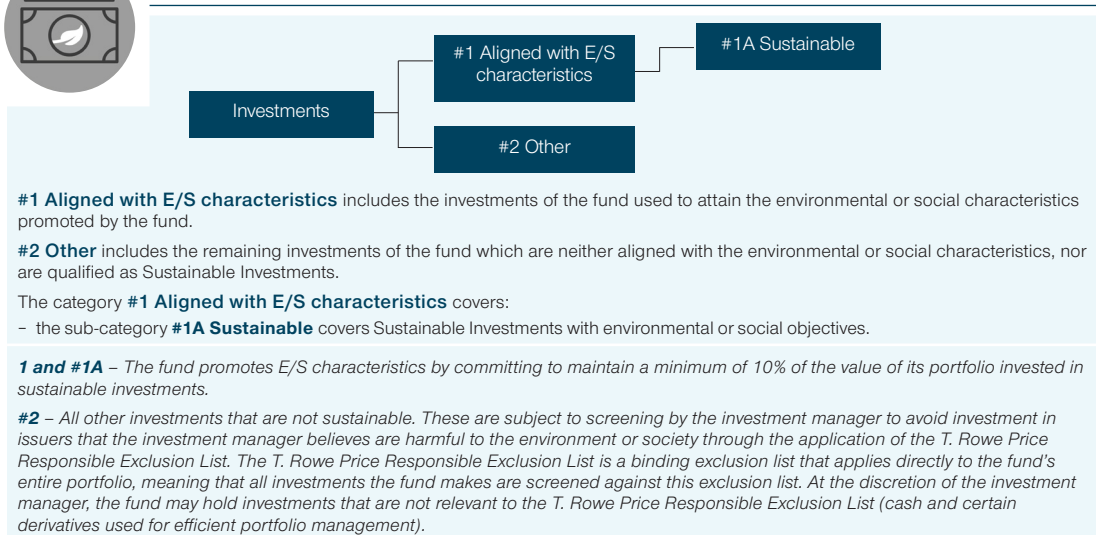 #1 Aligned with E/S
characteristics
#1A Sustainable
Investments
#2 Other
#1 Aligned with E/S characteristics includes the investments of the fund used to attain the environmental or social characteristics
promoted by the fund.
#2 Other includes the remaining investments of the fund which are neither aligned with the environmental or social characteristics, nor
are qualified as Sustainable Investments.
The category #1 Aligned with E/S characteristics covers:
– the sub-category #1A Sustainable covers Sustainable Investments with environmental or social objectives.
1 and #1A – The fund promotes E/S characteristics by committing to maintain a minimum of 10% of the value of its portfolio invested in
sustainable investments.
#2 – All other investments that are not sustainable. These are subject to screening by the investment manager to avoid investment in
issuers that the investment manager believes are harmful to the environment or society through the application of the T. Rowe Price
Responsible Exclusion List. The T. Rowe Price Responsible Exclusion List is a binding exclusion list that applies directly to the fund's
entire portfolio, meaning that all investments the fund makes are screened against this exclusion list. At the discretion of the investment
manager, the fund may hold investments that are not relevant to the T. Rowe Price Responsible Exclusion List (cash and certain
derivatives used for efficient portfolio management).